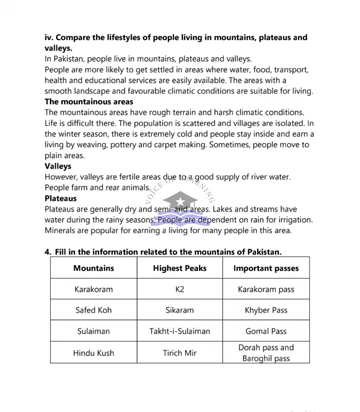 iv. Compare the lifestyles of people living in mountains, plateaus and
valleys.
In Pakistan, people live in mountains, plateaus and valleys.
People are more likely to get settled in areas where water, food, transport,
health and educational services are easily available. The areas with a
smooth landscape and favourable climatic conditions are suitable for living.
The mountainous areas
The mountainous areas have rough terrain and harsh climatic conditions.
Life is difficult there. The population is scattered and villages are isolated. In
the winter season, there is extremely cold and people stay inside and earn a
living by weaving, pottery and carpet making. Sometimes, people move to
plain areas.
Valleys
However, valleys are fertile areas due to a good supply of river water.
People farm and rear animals.
Plateaus
Plateaus are generally dry and semi-arid areas. Lakes and streams have
water during the rainy seasons. People are dependent on rain for irrigation.
Minerals are popular for earning a living for many people in this area.
4. Fill in the information related to the mountains of Pakistan.
Mountains Highest Peaks Important passes
Karakoram K2 Karakoram pass
Safed Koh Sikaram Khyber Pass
Sulaiman Takht-i-Sulaiman Gomal Pass
Hindu Kush Tirich Mir Dorah pass and
Baroghil pass